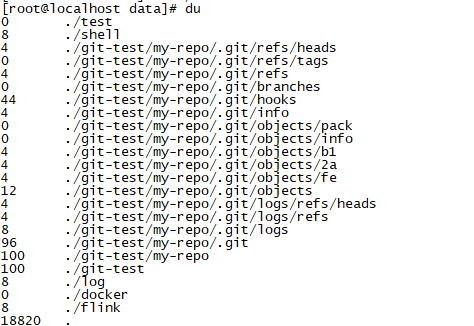 [root@localhost data]# du
0 ./test
8 ./shell
4 ./git-test/my-repo/.git/refs/heads
0 ./git-test/my-repo/.git/refs/tags
4 ./git-test/my-repo/.git/refs
0 ./git-test/my-repo/.git/branches
44 ./git-test/my-repo/.git/hooks
4 ./git-test/my-repo/.git/info
0 ./git-test/my-repo/.git/objects/pack
0 ./git-test/my-repo/.git/objects/info
4 ./git-test/my-repo/.git/objects/b1
4 ./git-test/my-repo/.git/objects/2a
4 ./git-test/my-repo/.git/objects/fe
12 ./git-test/my-repo/.git/objects
4 ./git-test/my-repo/.git/logs/refs/heads
4 ./git-test/my-repo/.git/logs/refs
8 ./git-test/my-repo/.git/logs
96 ./git-test/my-repo/.git
100 ./git-test/my-repo
100 ./git-test
8 ./log
0 ./docker
8 ./flink
18820 .